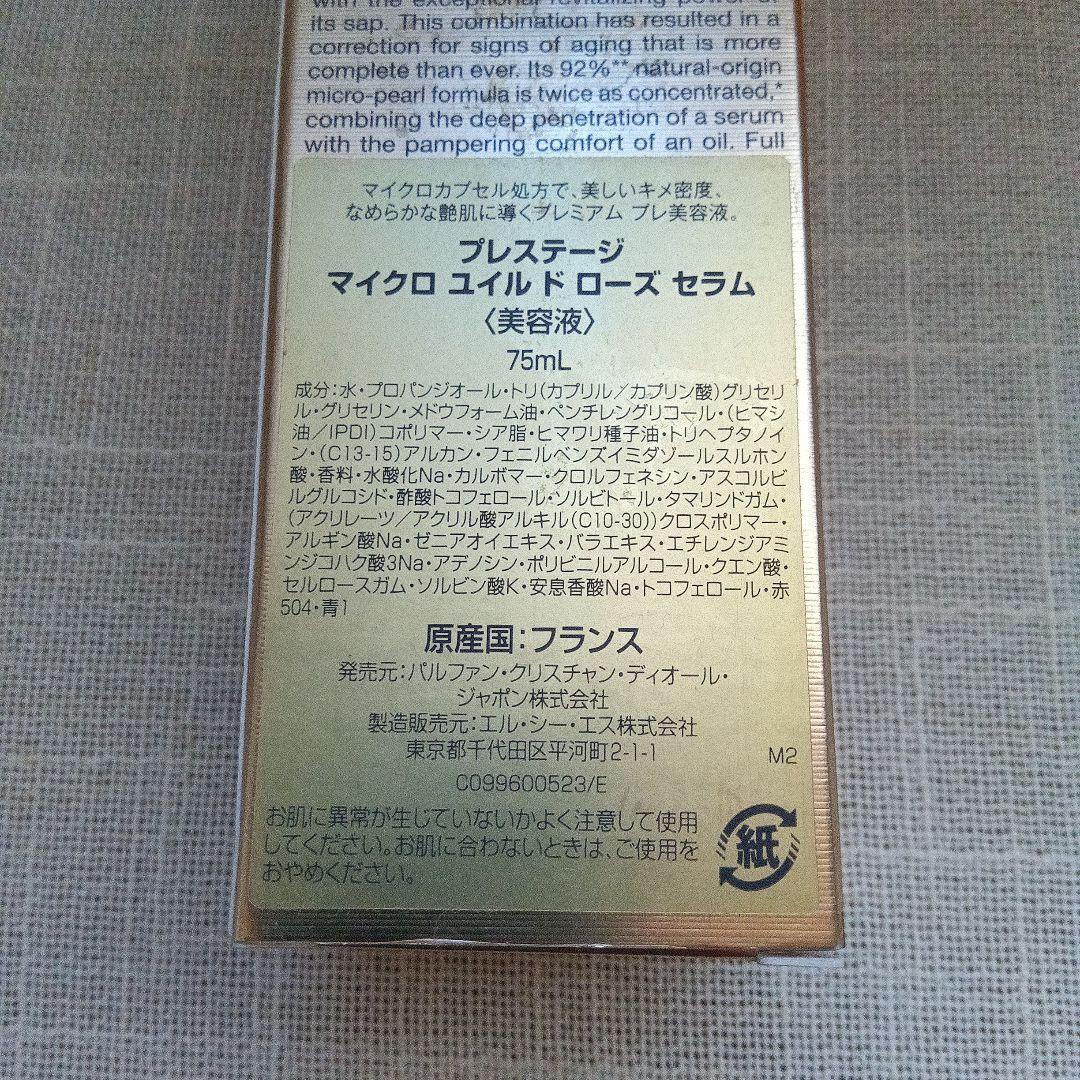 with the exceptional revitalizing power of
its sap. This combination has resulted in a
correction for signs of aging that is more
complete than ever. Its 92%** natural-origin
micro-pearl formula is twice as concentrated,*
combining the deep penetration of a serum
with the pampering comfort of an oil. Full
マイクロカプセル処方で、美しいキメ密度、
なめらかな艶肌に導くプレミアム プレ美容液。
プレステージ
マイクロ ユイル ド ローズ セラム
〈美容液〉
75mL
成分:水・プロパンジオール・トリ(カプリル/カプリン酸)グリセリ
ル・グリセリン・メドウフォーム油・ペンチレングリコール・(ヒマシ
油/IPDI)コポリマー・シア脂・ヒマワリ種子油・トリヘプタノイ
ン・(C13-15)アルカン・フェニルベンズイミダゾールスルホン
酸・香料・水酸化Na・カルボマー・クロルフェネシン・アスコルビ
ルグルコシド・酢酸トコフェロール・ソルビトール・タマリンドガム・
(アクリレーツ/アクリル酸アルキル(C10-30))クロスポリマー・
アルギン酸Na・ゼニアオイエキス・バラエキス・エチレンジアミ
ンジコハク酸3Na・アデノシン・ポリビニルアルコール・クエン酸・
セルロースガム・ソルビン酸K・安息香酸Na・トコフェロール・赤
504・青1
原産国:フランス
発売元:パルファン・クリスチャン・ディオール・
ジャポン株式会社
製造販売元:エル・シー・エス株式会社
東京都千代田区平河町2-1-1
M2
C099600523/E
お肌に異常が生じていないかよく注意して使用
してください。お肌に合わないときは、ご使用を
おやめください。
紙